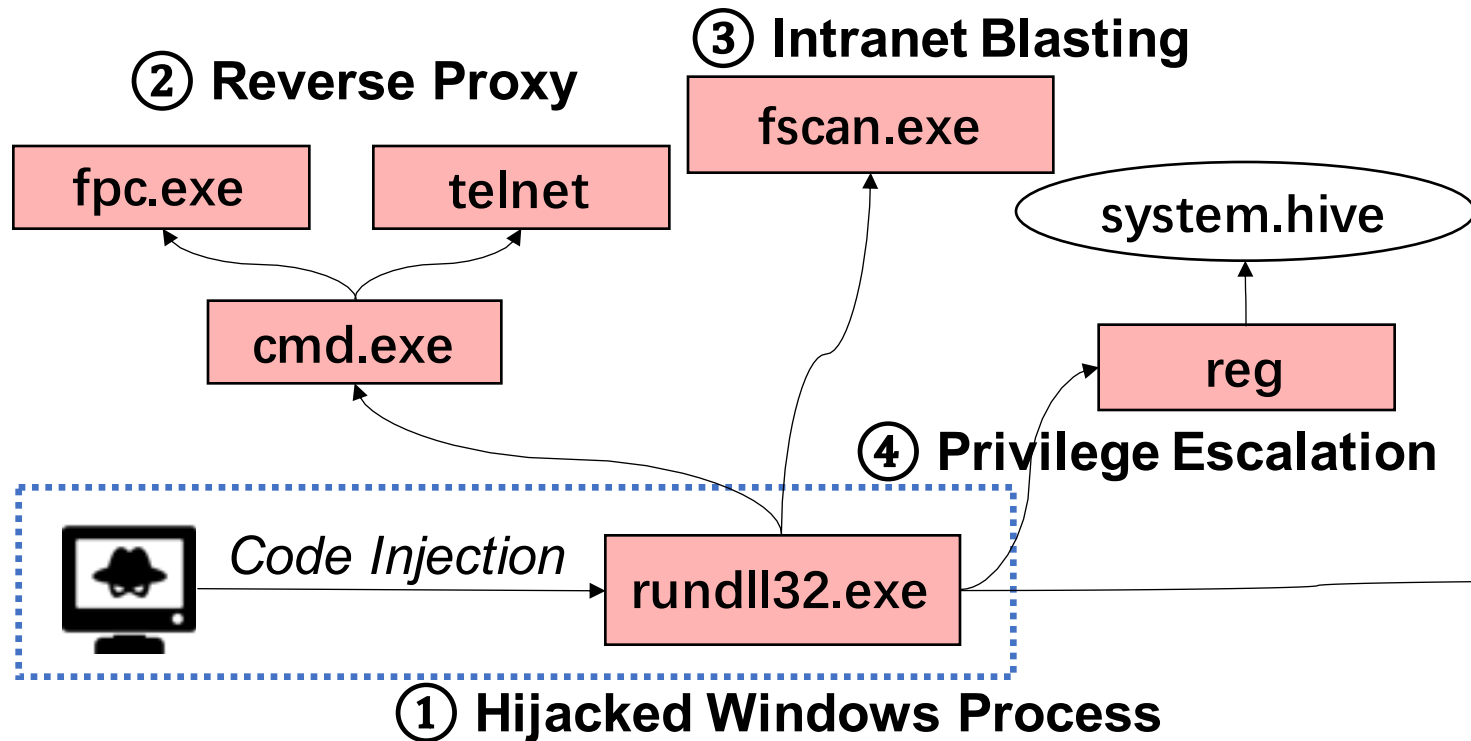 ③ Intranet Blasting
② Reverse Proxy
fscan.exe
fpc.exe
telnet
system.hive
cmd.exe
reg
④ Privilege Escalation
Code Injection
rundll32.exe
① Hijacked Windows Process